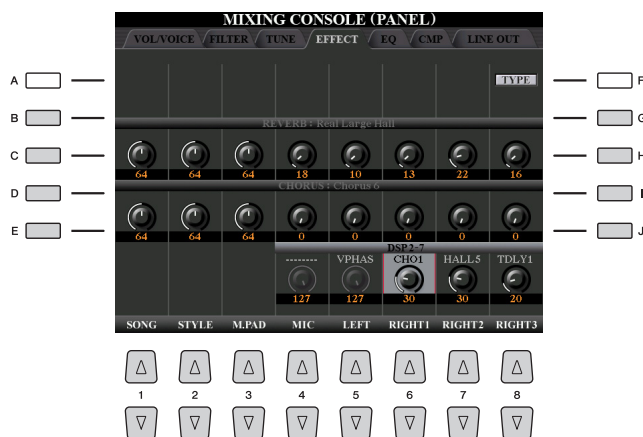 MIXING CONSOLE (PANEL)
VOL/VOICE FILTER TUNE EFFECT EQ CMP LINE OUT
A TYPE F
B G
REVERB : Real Large Hall
C H
64 64 64 18 10 13 22 16
D I
CHORUS : Chorus 6
E J
64 64 64 0 0 0 0 0
DSP 2-7
-------- VPHAS CHO1 HALL5 TDLY1
127 127 30 30 20
SONG STYLE M.PAD MIC LEFT RIGHT1 RIGHT2 RIGHT3
1 2 3 4 5 6 7 8